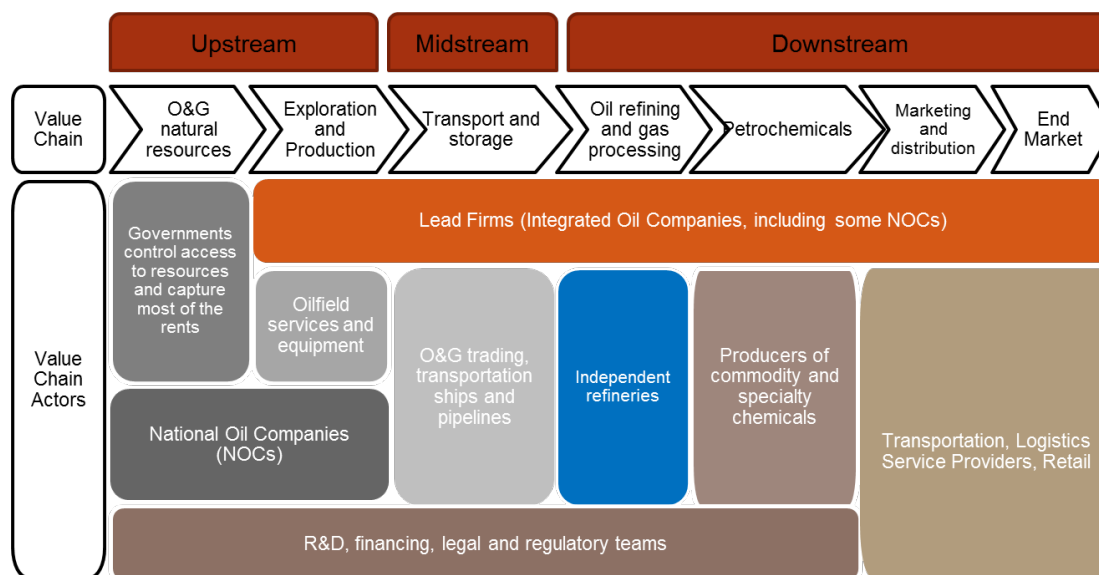 Upstream
Midstream
Downstream
Value
Chain
O&G
natural
resources
Exploration
and
Production
Transport and
storage
Oil refining
and gas
processing
Petrochemicals
Marketing
and
distribution
End
Market
Value
Chain
Actors
Governments
control access
to resources
and capture
most of the
rents
Lead Firms (Integrated Oil Companies, including some NOCs)
Oilfield
services and
equipment
National Oil Companies
(NOCs)
O&G trading,
transportation
ships and
pipelines
Independent
refineries
Producers of
commodity and
specialty
chemicals
Transportation, Logistics
Service Providers, Retail
R&D, financing, legal and regulatory teams